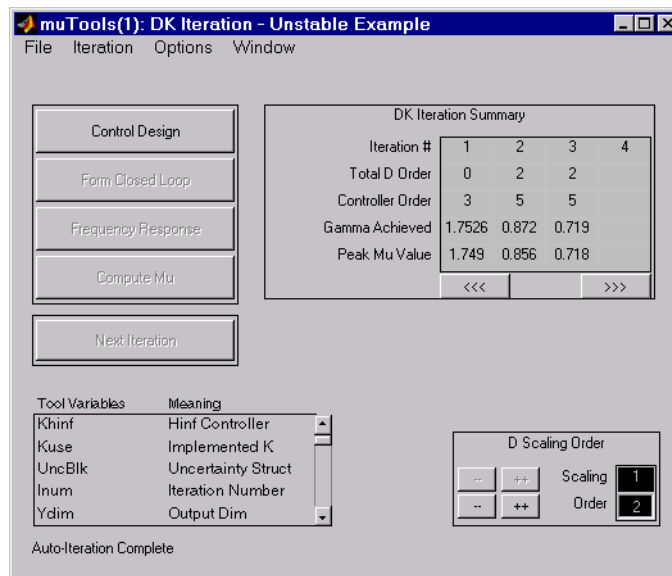 muTools(1): DK Iteration - Unstable Example
File Iteration Options Window
Control Design
Form Closed Loop
Frequency Response
Compute Mu
Next Iteration
DK Iteration Summary
Iteration # 1 2 3 4
Total D Order 0 2 2
Controller Order 3 5 5
Gamma Achieved 1.7526 0.872 0.719
Peak Mu Value 1.749 0.856 0.718
<<< >>>
Tool Variables Meaning
Khinf Hinf Controller
Kuse Implemented K
UncBlk Uncertainty Struct
Inum Iteration Number
Ydim Output Dim
D Scaling Order
-- ++ Scaling 1
-- ++ Order 2
Auto-Iteration Complete